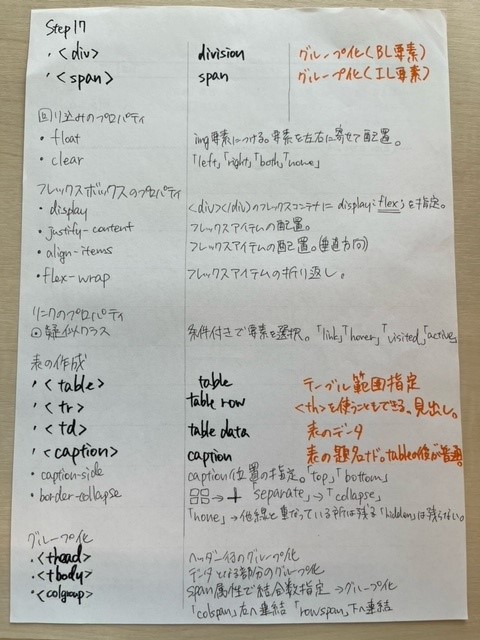 Step17
・<div> division グループ化(BL要素)
・<span> span グループ化(IL要素)
回り込みのプロパティ
・float img要素につける。要素を左右に寄せて配置。
・clear 「left」「right」「both」「none」
フレックスボックスのプロパティ
・display <div></div>のフレックスコンテナに display:flex;を指定。
・justify-content フレックスアイテムの配置。
・align-items フレックスアイテムの配置。(垂直方向)
・flex-wrap フレックスアイテムの折り返し。
リンクのプロパティ
疑似クラス 条件付きで要素を選択。「link」「hover」「visited」「active」
表の作成
・<table> table テーブル範囲指定
・<tr> table row <th>を使うこともできる。見出し。
・<td> table data 表のデータ
・<caption> caption 表の題名など。tableの後が普通。
・caption-side caption位置の指定。「top」「bottom」
・border-collapse 「separate」→「collapse」
「none」→他線と重なっている所は残る「hidden」は残らない。
グループ化
・<thead> ヘッダー行のグループ化
・<tbody> データとなる部分のグループ化
・<colgroup> span属性で結合数指定→グループ化
「colspan」右へ連結 「rowspan」下へ連結